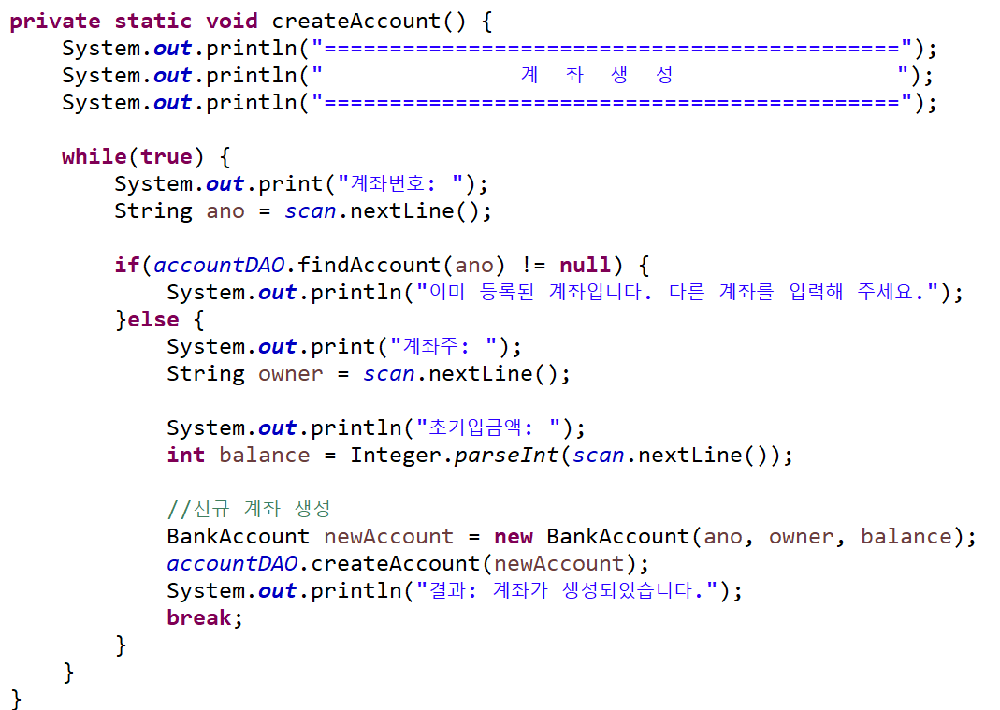 private static void createAccount() {
    System.out.println("============================================");
    System.out.println("               계  좌  생  성                 ");
    System.out.println("============================================");

    while(true) {
        System.out.print("계좌번호: ");
        String ano = scan.nextLine();

        if(accountDAO.findAccount(ano) != null) {
            System.out.println("이미 등록된 계좌입니다. 다른 계좌를 입력해 주세요.");
        }else {
            System.out.print("계좌주: ");
            String owner = scan.nextLine();

            System.out.println("초기입금액: ");
            int balance = Integer.parseInt(scan.nextLine());

            //신규 계좌 생성
            BankAccount newAccount = new BankAccount(ano, owner, balance);
            accountDAO.createAccount(newAccount);
            System.out.println("결과: 계좌가 생성되었습니다.");
            break;
        }
    }
}